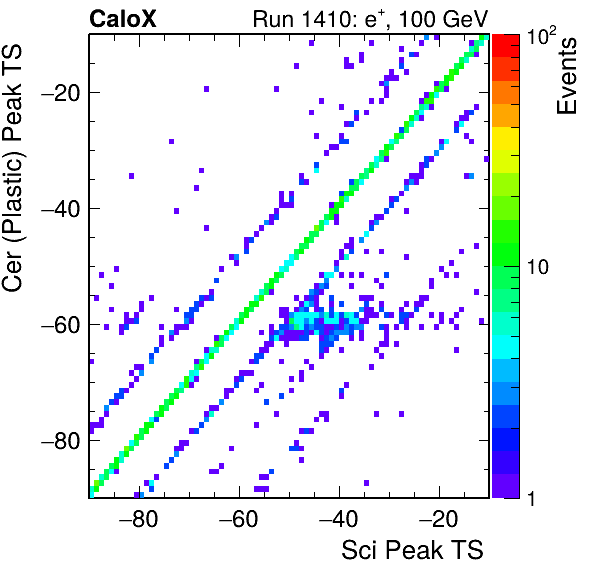 CaloX Run 1410: e⁺, 100 GeV
Cer (Plastic) Peak TS
−20
−40
−60
−80
−80 −60 −40 −20
Sci Peak TS
10²
10
1
Events